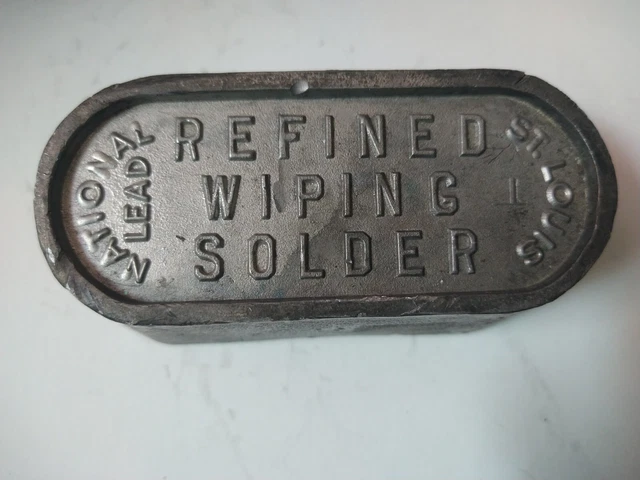 NATIONAL
LEAD
REFINED
WIPING
SOLDER
ST. LOUIS